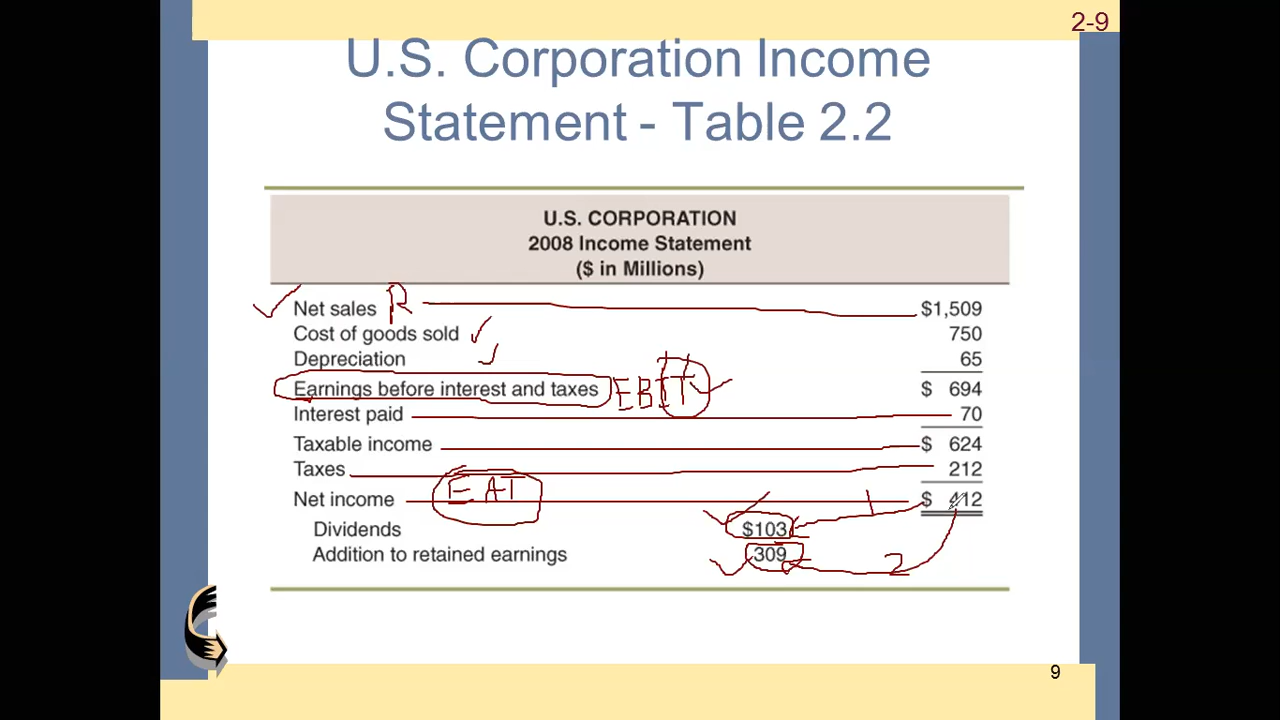 2-9
U.S. Corporation Income
Statement - Table 2.2
U.S. CORPORATION
2008 Income Statement
($ in Millions)
Net sales R $1,509
Cost of goods sold 750
Depreciation 65
Earnings before interest and taxes EBIT $ 694
Interest paid 70
Taxable income $ 624
Taxes 212
EAT
Net income $ 412
1
Dividends $103
Addition to retained earnings 309 2
9